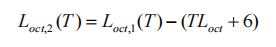 L_{oct,2}(T) = L_{oct,1}(T) − (TL_{oct} + 6)